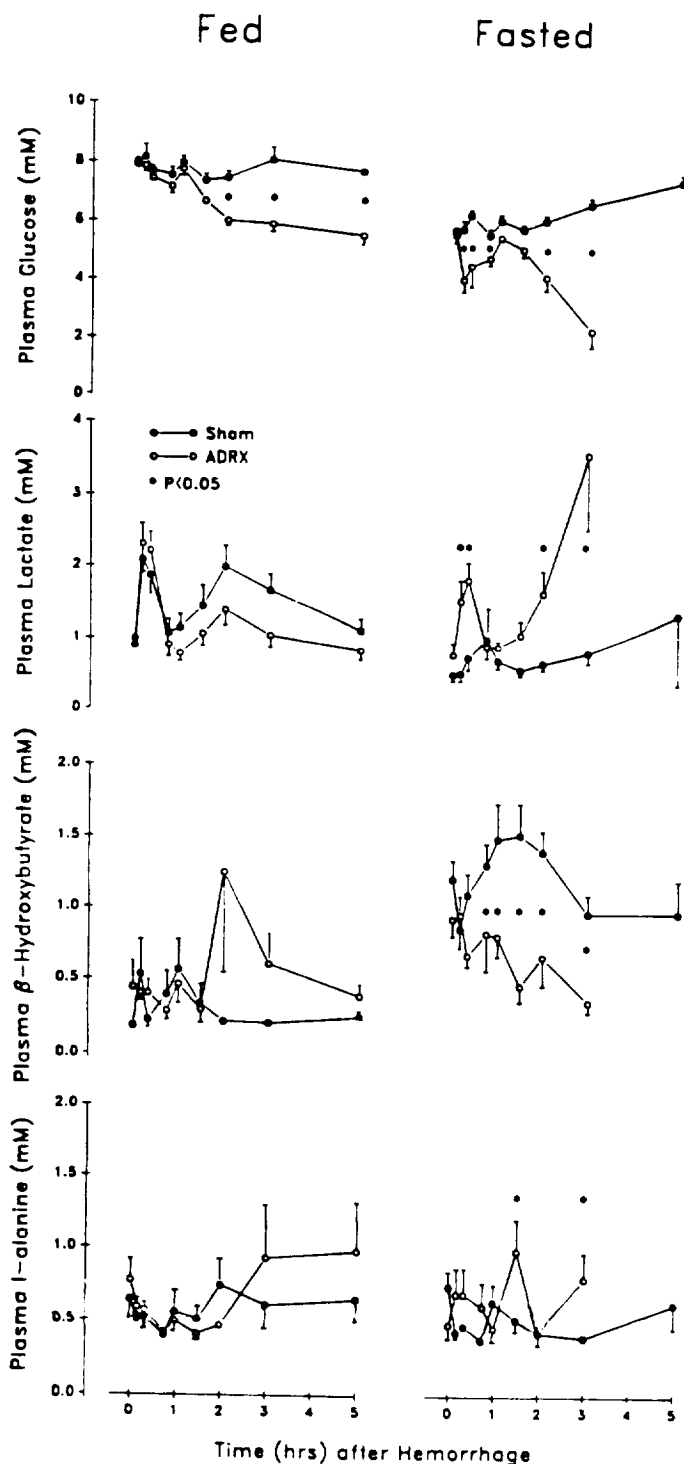 Fed Fasted
Plasma Glucose (mM)
10
8
6
4
2
0
Plasma Lactate (mM)
4
3
2
1
0
Sham
ADRX
P<0.05
Plasma β-Hydroxybutyrate (mM)
2.0
1.5
1.0
0.5
0.0
Plasma l-alanine (mM)
2.0
1.5
1.0
0.5
0.0
0 1 2 3 4 5 0 1 2 3 4 5
Time (hrs) after Hemorrhage